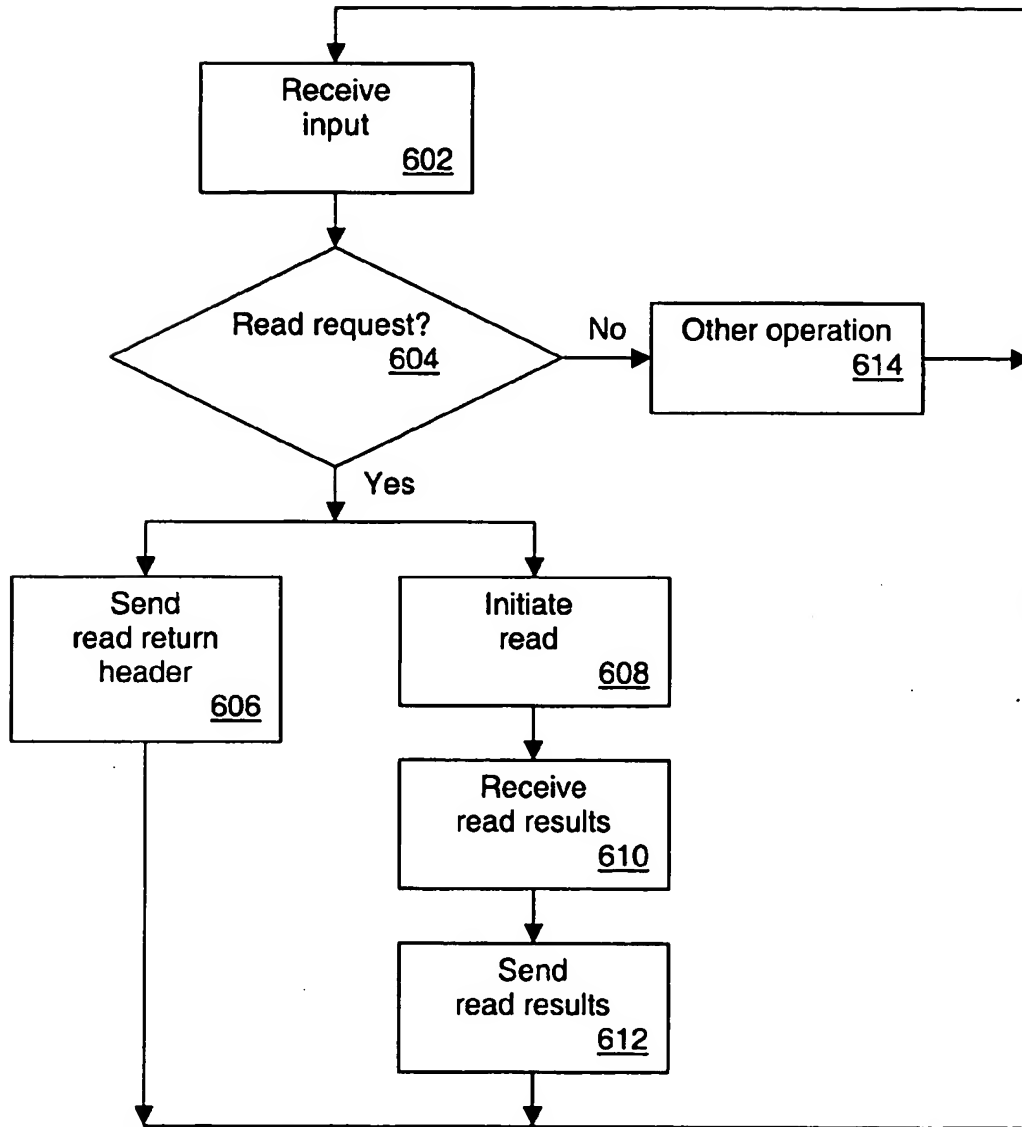 Receive
input
602
Read request?
604
No
Other operation
614
Yes
Send
read return
header
606
Initiate
read
608
Receive
read results
610
Send
read results
612